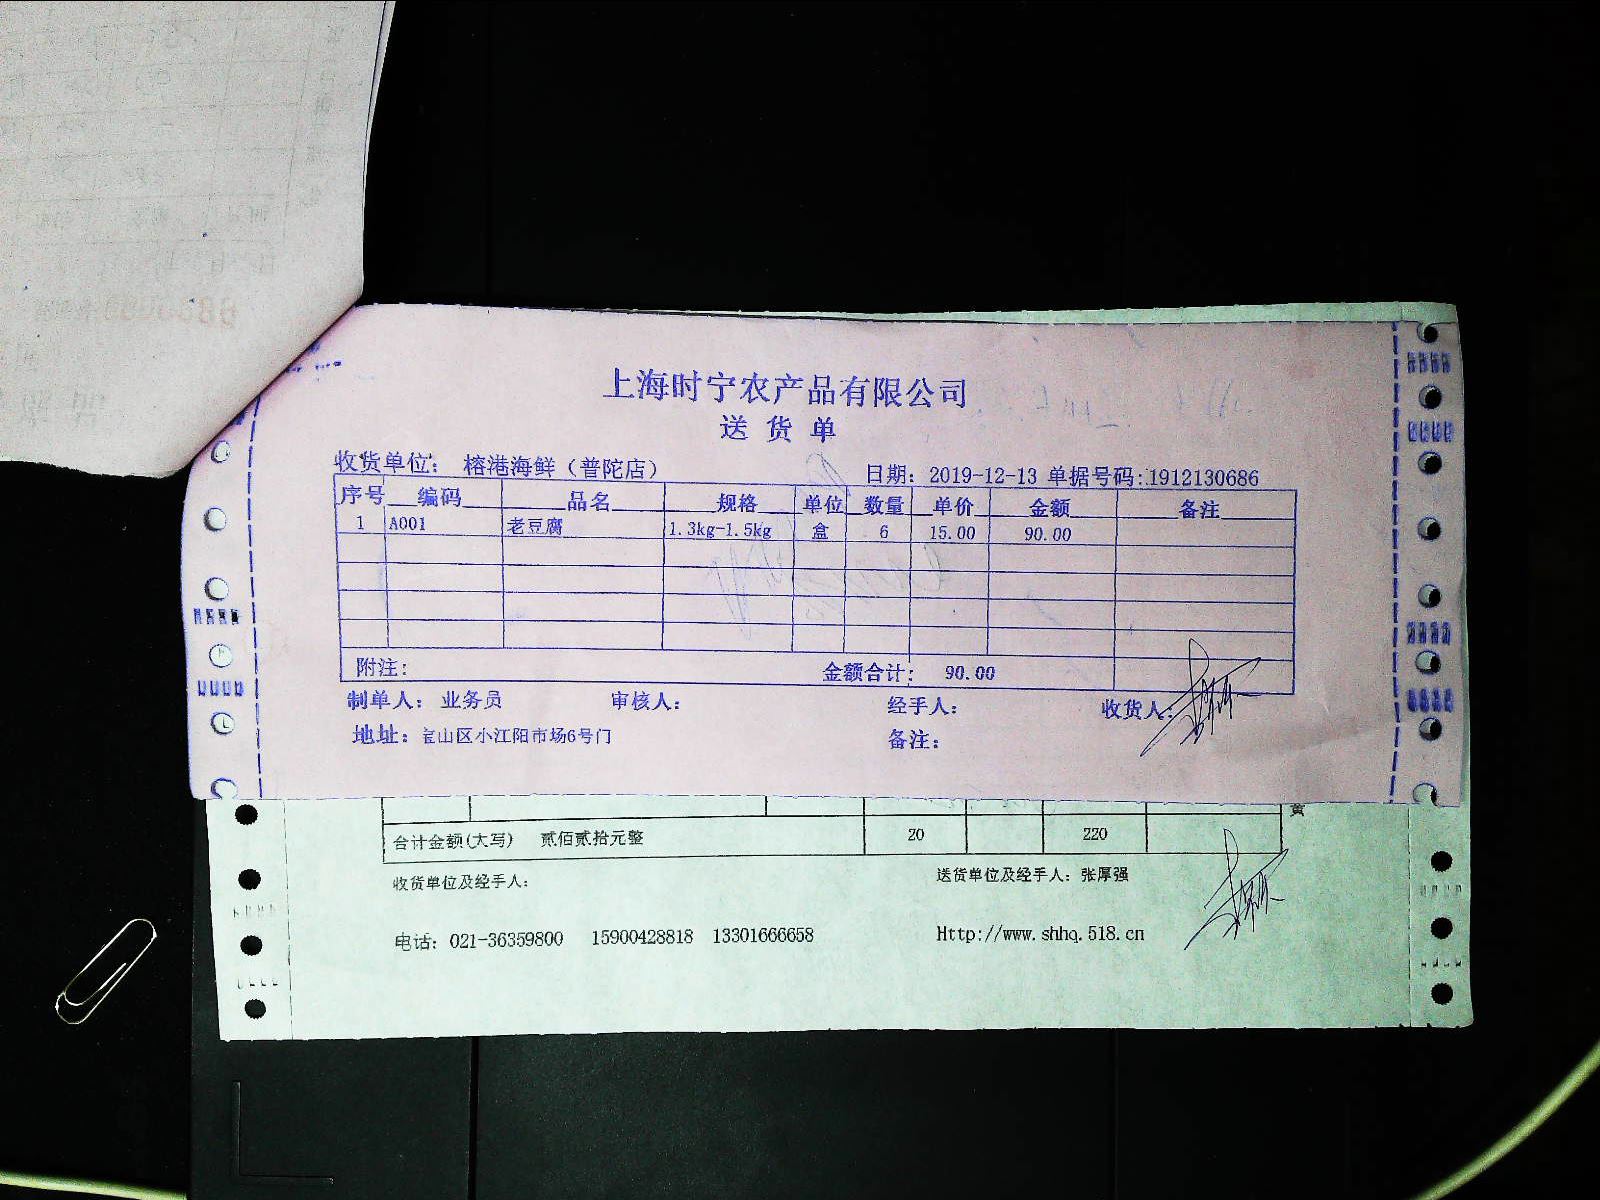 上海时宁农产品有限公司
送货单
收货单位： 榕港海鲜（普陀店） 日期：2019-12-13 单据号码：1912130686
序号 编码 品名 规格 单位 数量 单价 金额 备注
1 A001 老豆腐 1.3kg-1.5kg 盒 6 15.00 90.00
附注： 金额合计： 90.00
制单人： 业务员 审核人： 经手人： 收货人：
地址：宝山区小江阳市场6号门 备注：
黄
合计金额(大写) 贰佰贰拾元整 20 220
收货单位及经手人： 送货单位及经手人：张厚强
电话：021-36359800 15900428818 13301666658 Http://www.shhq.518.cn